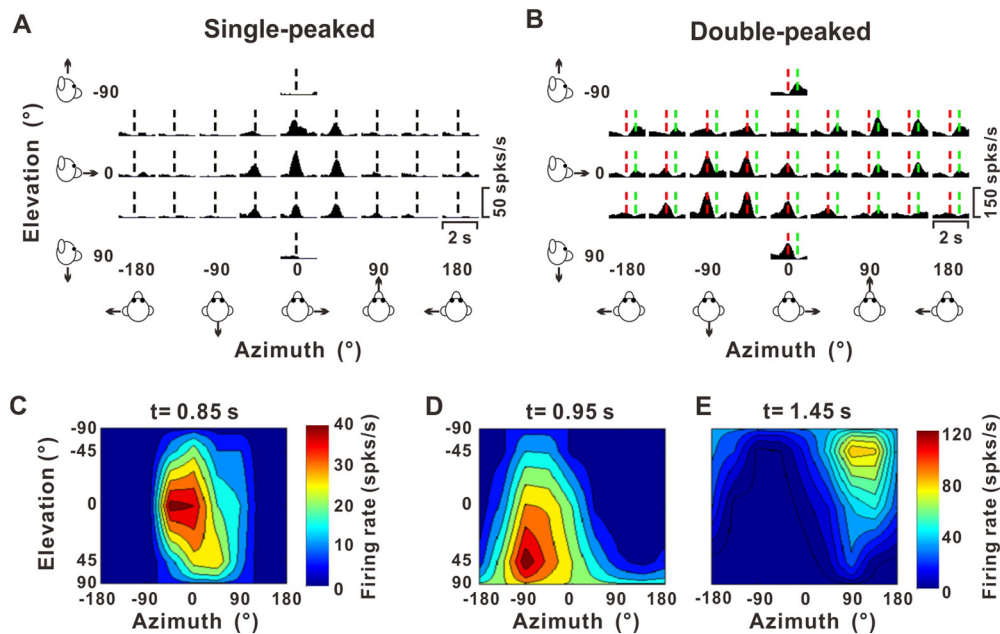 A Single-peaked
B Double-peaked
Elevation (°)
-90
0
90
50 spks/s
2 s
-180 -90 0 90 180
Azimuth (°)
-90
0
90
150 spks/s
2 s
-180 -90 0 90 180
Azimuth (°)
C t= 0.85 s
Elevation (°)
-90
-45
0
45
90
-180 -90 0 90 180
Azimuth (°)
40
30
20
10
0
Firing rate (spks/s)
D t= 0.95 s
-90
-45
0
45
90
-180 -90 0 90 180
Azimuth (°)
E t= 1.45 s
-180 -90 0 90 180
Azimuth (°)
120
80
40
0
Firing rate (spks/s)